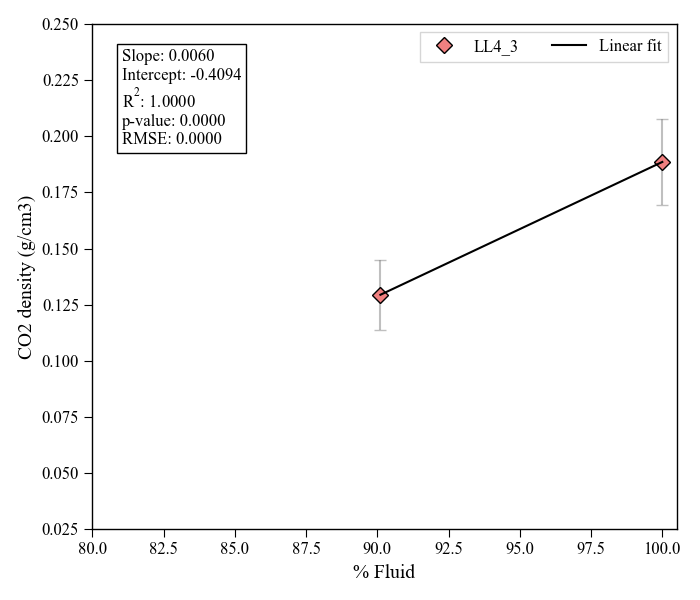 0.250
0.225
0.200
0.175
0.150
0.125
0.100
0.075
0.050
0.025
CO2 density (g/cm3)
Slope: 0.0060
Intercept: -0.4094
R²: 1.0000
p-value: 0.0000
RMSE: 0.0000
LL4_3
Linear fit
80.0 82.5 85.0 87.5 90.0 92.5 95.0 97.5 100.0
% Fluid